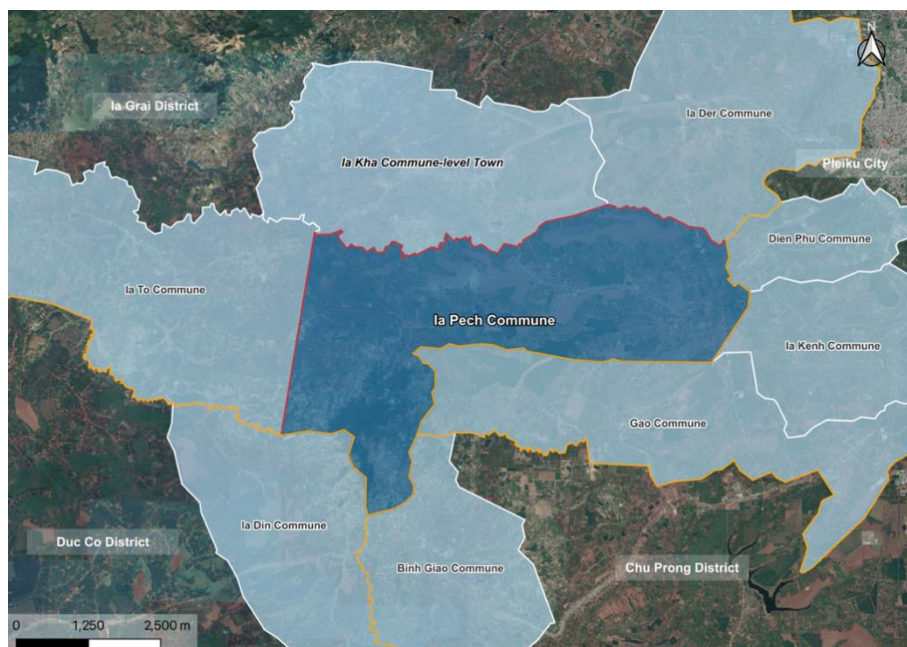 N
Ia Grai District
Ia Der Commune
Ia Kha Commune-level Town
Pleiku City
Dien Phu Commune
Ia To Commune
Ia Pech Commune
Ia Kenh Commune
Gao Commune
Ia Din Commune
Duc Co District
Binh Giao Commune
Chu Prong District
0 1,250 2,500 m